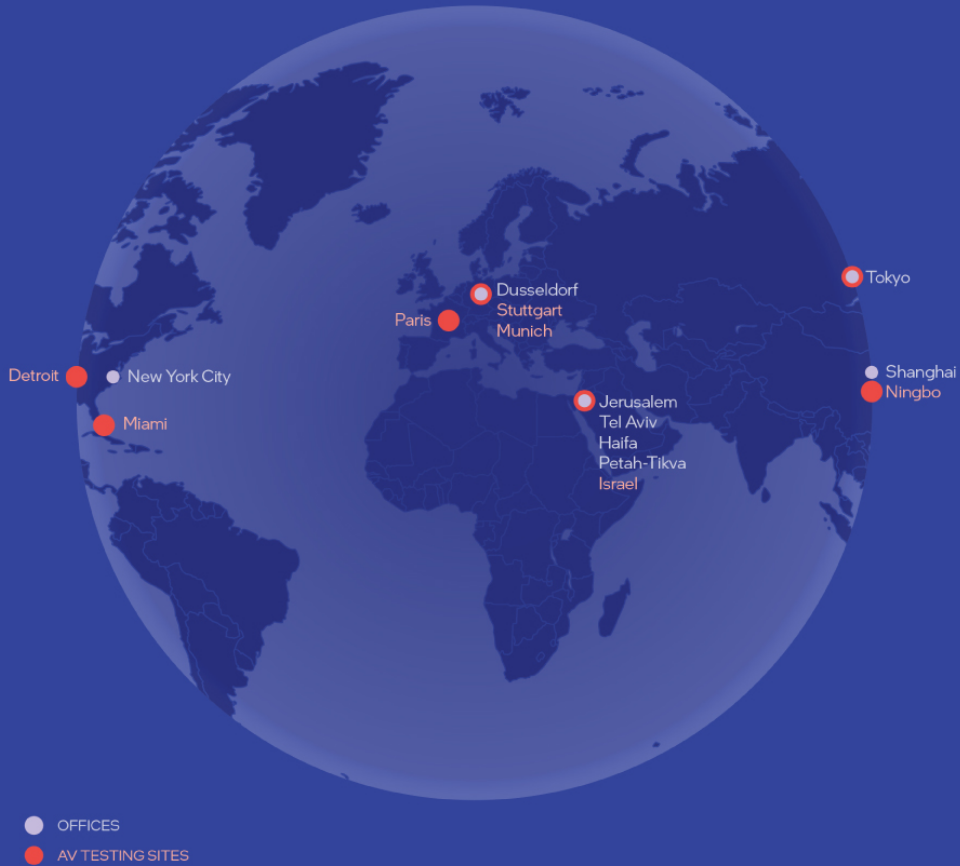 Tokyo
Dusseldorf
Stuttgart
Munich
Paris
Shanghai
Ningbo
Detroit
New York City
Miami
Jerusalem
Tel Aviv
Haifa
Petah-Tikva
Israel
OFFICES
AV TESTING SITES